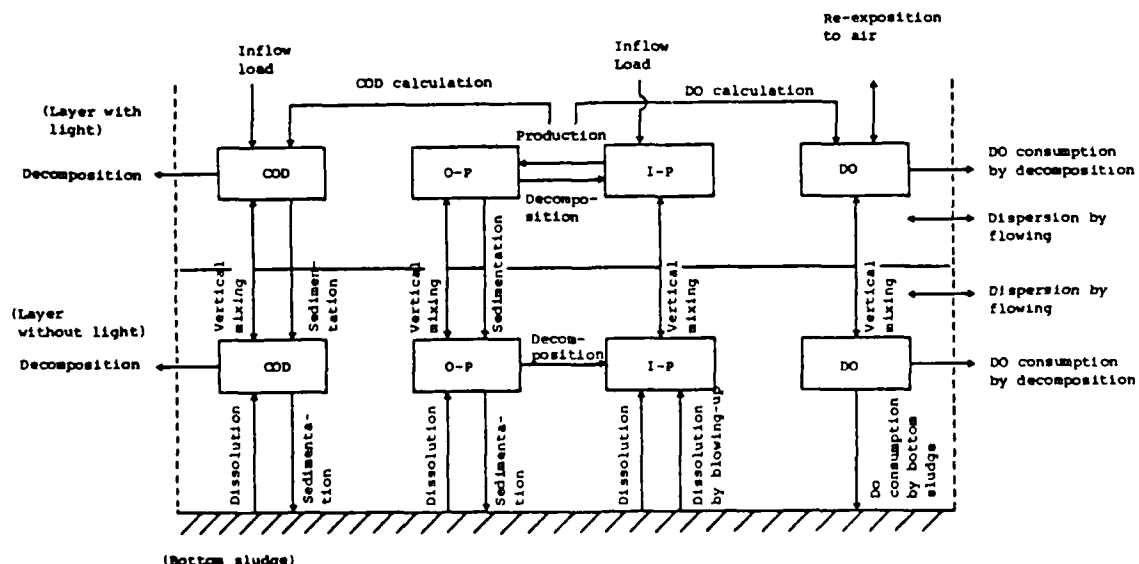 Re-exposition
to air
Inflow
load
Inflow
Load
COD calculation
DO calculation
(Layer with
light)
Production
Decomposition
COD
O-P
I-P
DO
DO consumption
by decomposition
Decompo-
sition
Dispersion by
flowing
Vertical
mixing
Sedimen-
tation
Vertical
mixing
Sedimentation
Vertical
mixing
Vertical
mixing
Dispersion by
flowing
(Layer
without light)
Decomposition
COD
O-P
Decom-
position
I-P
DO
DO consumption
by decomposition
Dissolution
Sedimenta-
tion
Dissolution
Sedimenta-
tion
Dissolution
Dissolution
by blowing-up
Do
consumption
by bottom
sludge
(Bottom sludge)